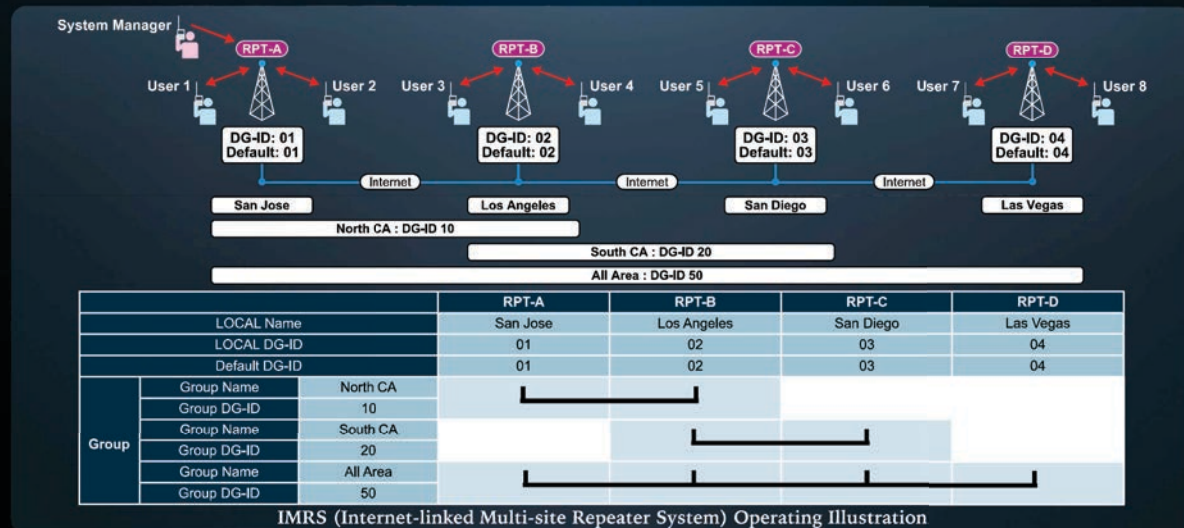 System Manager
RPT-A RPT-B RPT-C RPT-D
User 1 User 2 User 3 User 4 User 5 User 6 User 7 User 8
DG-ID: 01 DG-ID: 02 DG-ID: 03 DG-ID: 04
Default: 01 Default: 02 Default: 03 Default: 04
Internet Internet Internet
San Jose Los Angeles San Diego Las Vegas
North CA : DG-ID 10
South CA : DG-ID 20
All Area : DG-ID 50
RPT-A RPT-B RPT-C RPT-D
LOCAL Name San Jose Los Angeles San Diego Las Vegas
LOCAL DG-ID 01 02 03 04
Default DG-ID 01 02 03 04
Group
Group Name North CA
Group DG-ID 10
Group Name South CA
Group DG-ID 20
Group Name All Area
Group DG-ID 50
IMRS (Internet-linked Multi-site Repeater System) Operating Illustration